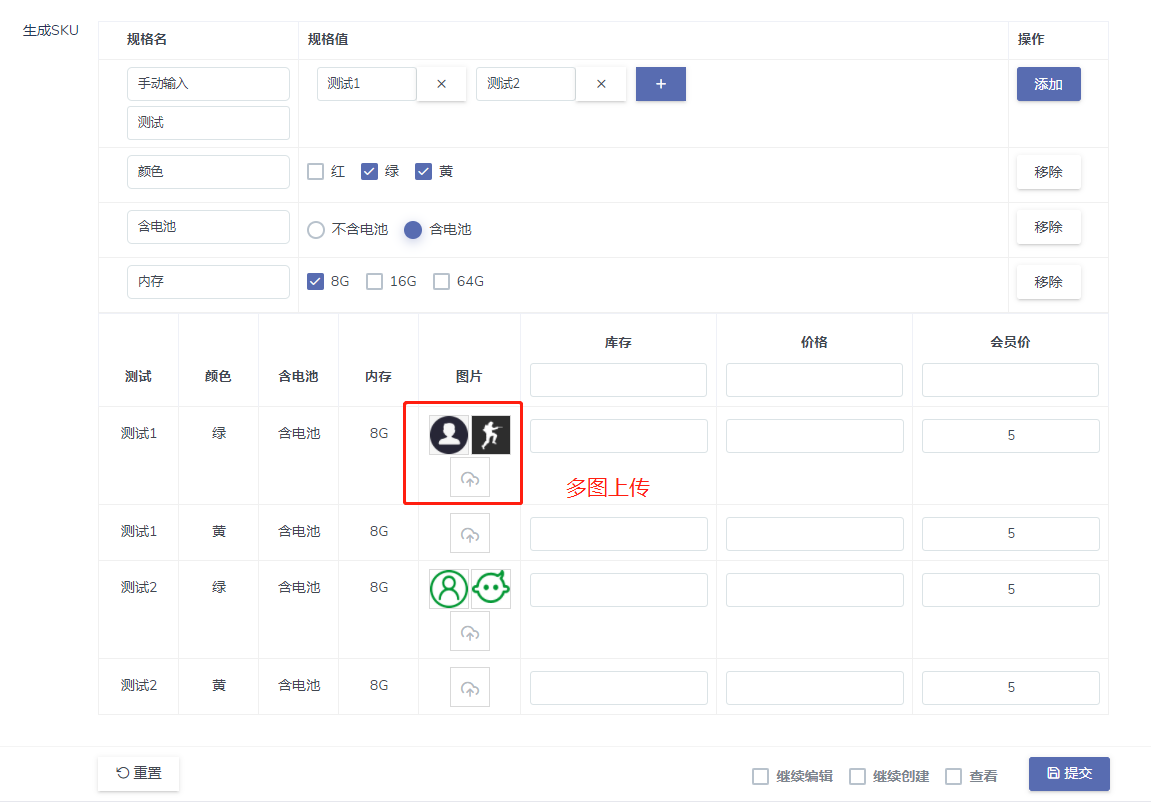 生成SKU
规格名 规格值 操作
手动输入 测试1 × 测试2 × + 添加
测试
颜色 红 绿 黄 移除
含电池 不含电池 含电池 移除
内存 8G 16G 64G 移除
库存 价格 会员价
测试 颜色 含电池 内存 图片
测试1 绿 含电池 8G 5
多图上传
测试1 黄 含电池 8G 5
测试2 绿 含电池 8G 5
测试2 黄 含电池 8G 5
重置 继续编辑 继续创建 查看 提交